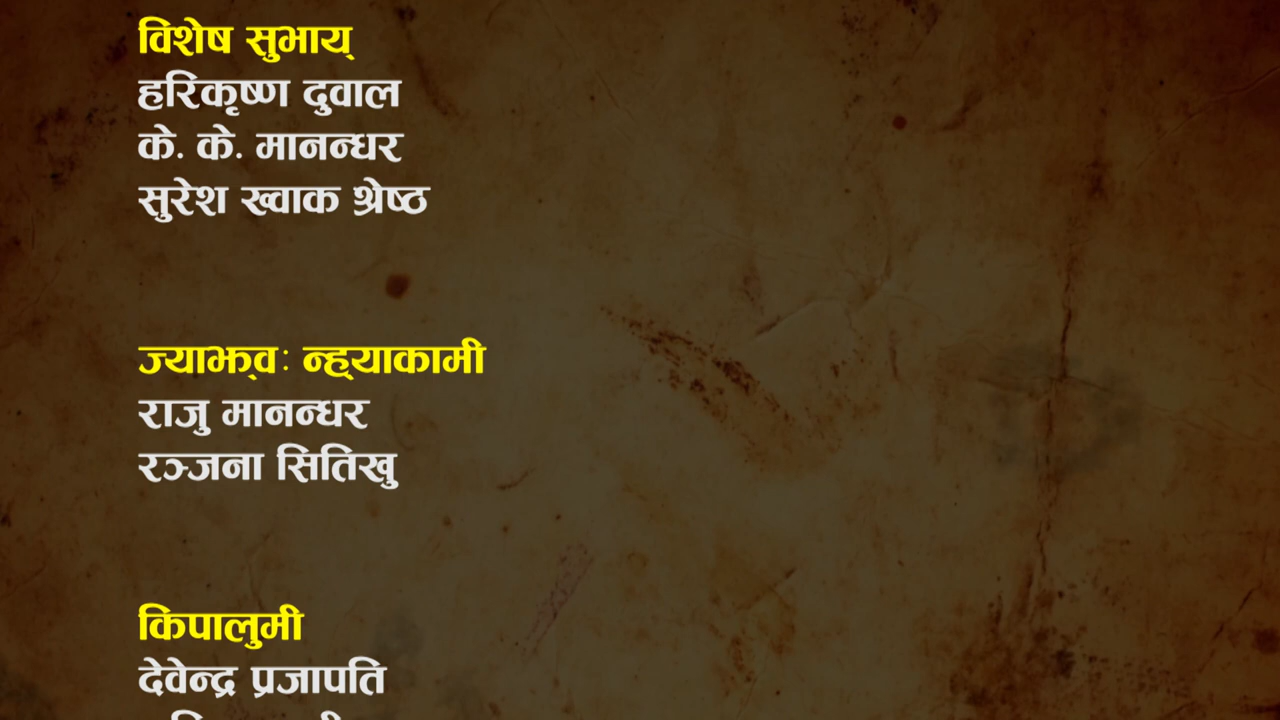 विशेष सुभाय्
हरिकृष्ण दुवाल
के. के. मानन्धर
सुरेश ख्वाक श्रेष्ठ
ज्याझ्वः न्ह्याकामी
राजु मानन्धर
रञ्जना सितिखु
किपालुमी
देवेन्द्र प्रजापति